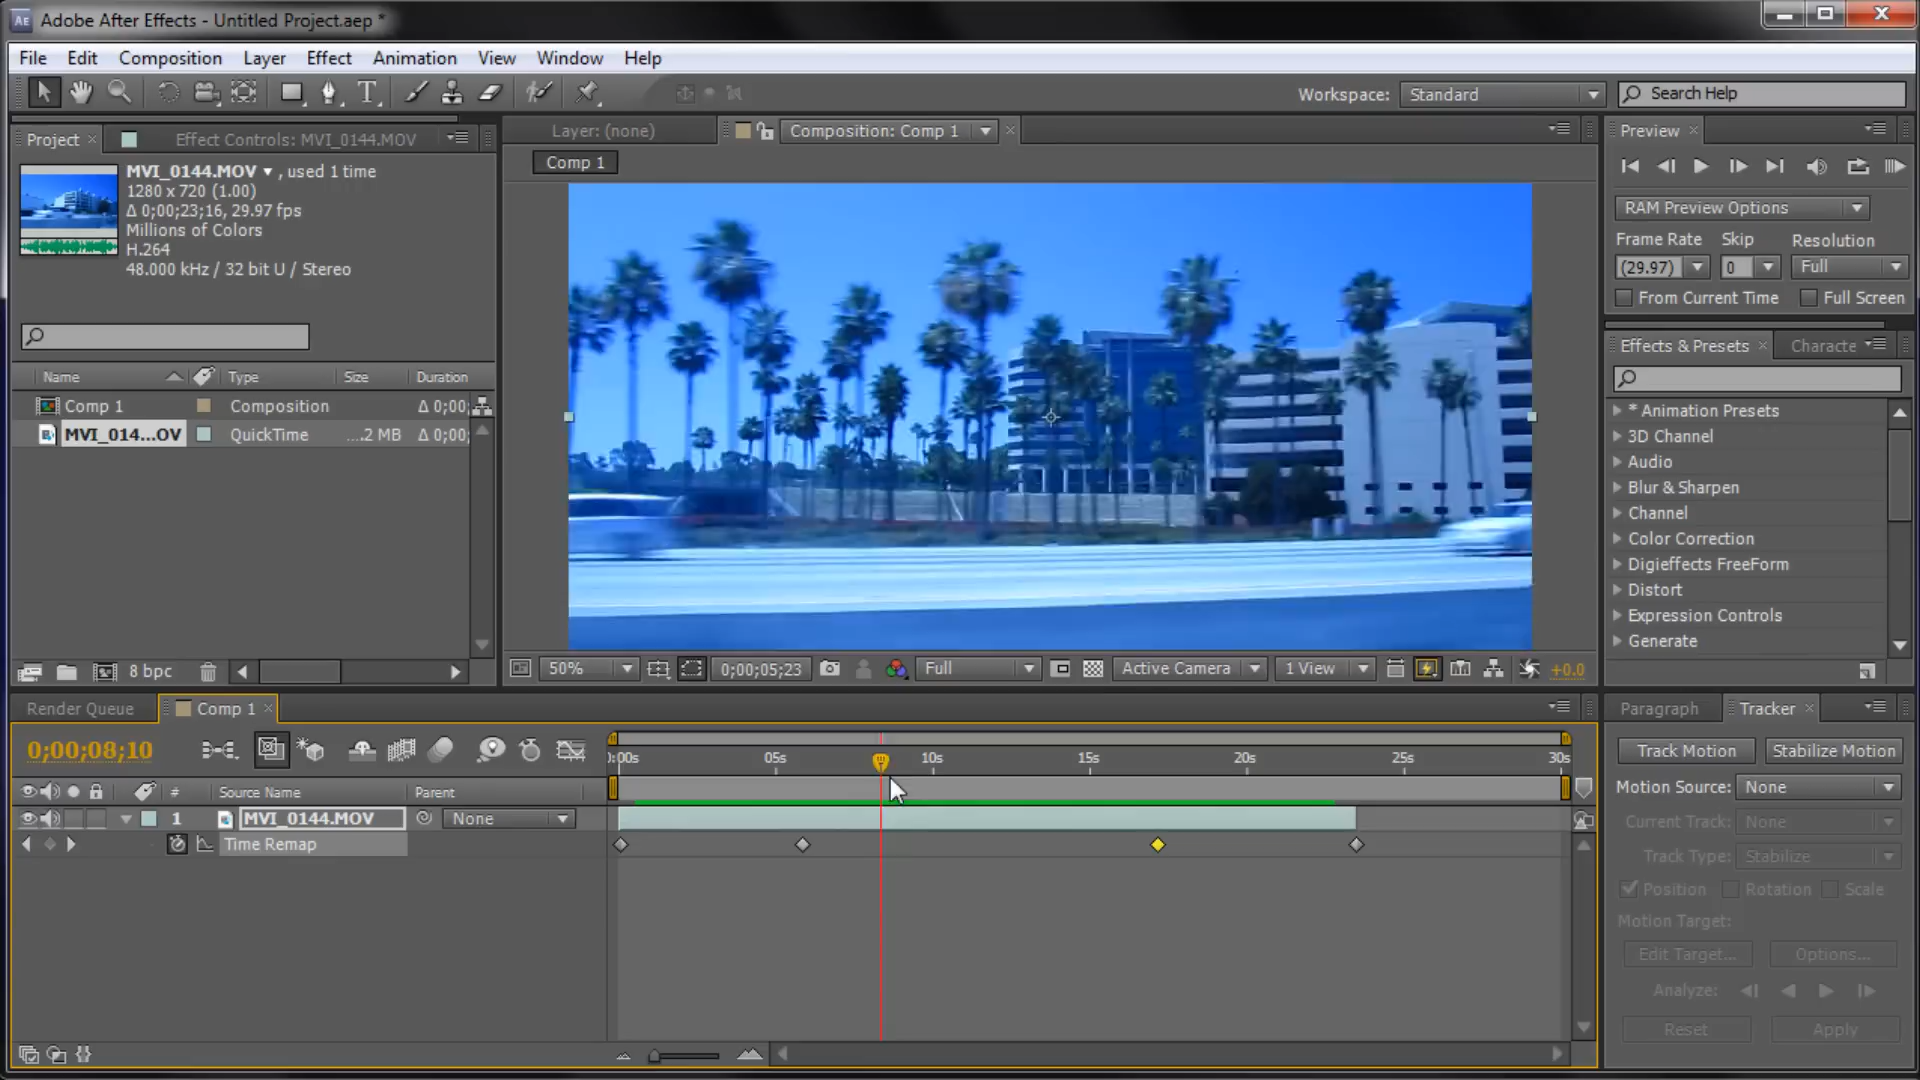 Adobe After Effects - Untitled Project.aep *
File Edit Composition Layer Effect Animation View Window Help
Workspace: Standard Search Help
Project Effect Controls: MVI_0144.MOV
MVI_0144.MOV , used 1 time
1280 x 720 (1.00)
Δ 0;00;23;16, 29.97 fps
Millions of Colors
H.264
48.000 kHz / 32 bit U / Stereo
Name Type Size Duration
Comp 1 Composition Δ 0;00;
MVI_014...OV QuickTime ….2 MB Δ 0;00;
8 bpc
Layer: (none) Composition: Comp 1
Comp 1
50% 0;00;05;23 Full Active Camera 1 View +0.0
Preview
RAM Preview Options
Frame Rate Skip Resolution
(29.97) 0 Full
From Current Time Full Screen
Effects & Presets Characte
* Animation Presets
3D Channel
Audio
Blur & Sharpen
Channel
Color Correction
Digieffects FreeForm
Distort
Expression Controls
Generate
Render Queue Comp 1
0;00;08;10
):00s 05s 10s 15s 20s 25s 30s
# Source Name Parent
1 MVI_0144.MOV None
Time Remap
Paragraph Tracker
Track Motion Stabilize Motion
Motion Source: None
Current Track: None
Track Type: Stabilize
Position Rotation Scale
Motion Target:
Edit Target... Options...
Analyze:
Reset Apply